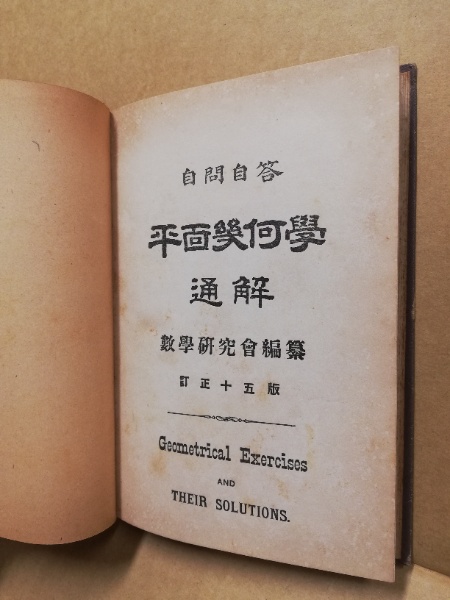 自問自答
平面幾何學
通解
數學研究會編纂
訂正十五版
Geometrical Exercises
AND
THEIR SOLUTIONS.